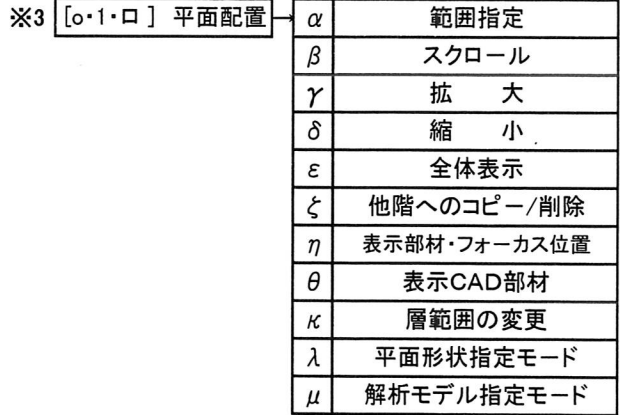 ※3 [o・1・ロ] 平面配置
α 範囲指定
β スクロール
γ 拡 大
δ 縮 小
ε 全体表示
ζ 他階へのコピー/削除
η 表示部材・フォーカス位置
θ 表示CAD部材
κ 層範囲の変更
λ 平面形状指定モード
μ 解析モデル指定モード